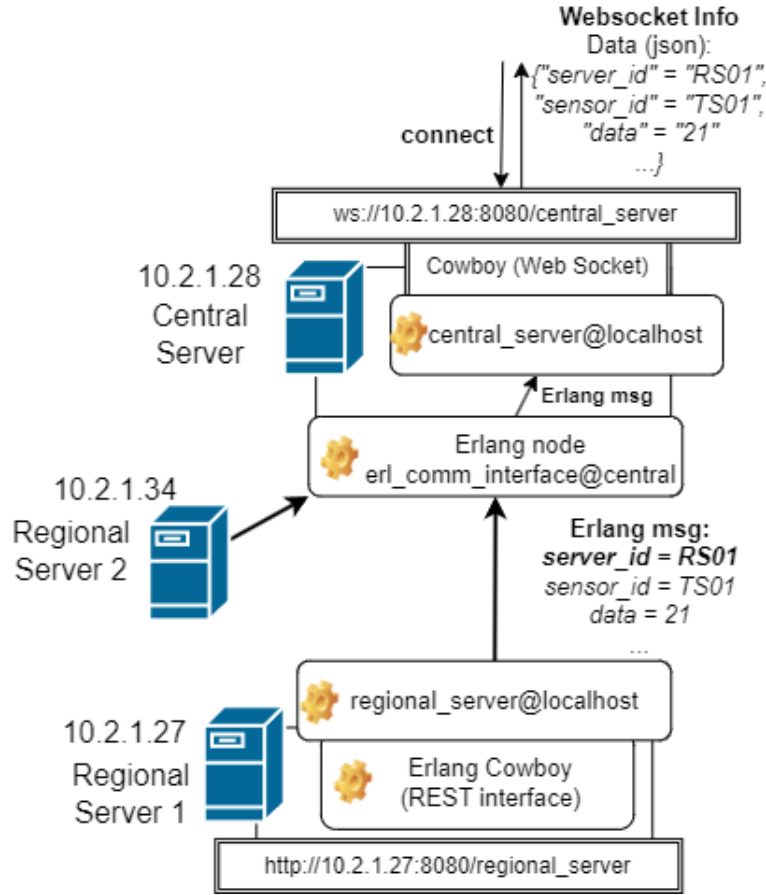 Websocket Info
Data (json):
{"server_id" = "RS01",
"sensor_id" = "TS01",
"data" = "21"
...}
connect
ws://10.2.1.28:8080/central_server
Cowboy (Web Socket)
10.2.1.28
Central
Server
central_server@localhost
Erlang msg
Erlang node
erl_comm_interface@central
10.2.1.34
Regional
Server 2
Erlang msg:
server_id = RS01
sensor_id = TS01
data = 21
...
regional_server@localhost
10.2.1.27
Regional
Server 1
Erlang Cowboy
(REST interface)
http://10.2.1.27:8080/regional_server